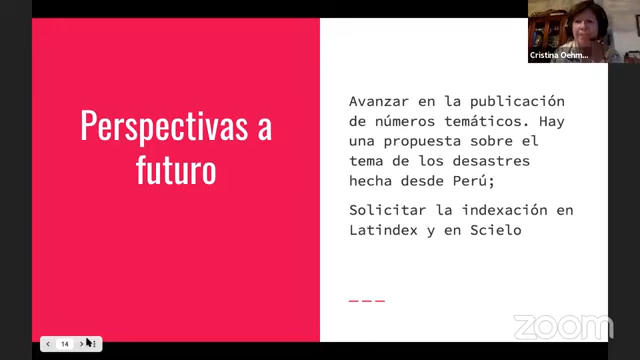 Cristina Oehm...
Perspectivas a
futuro
Avanzar en la publicación
de números temáticos. Hay
una propuesta sobre el
tema de los desastres
hecha desde Perú;
Solicitar la indexación en
Latindex y en Scielo
14
zoom